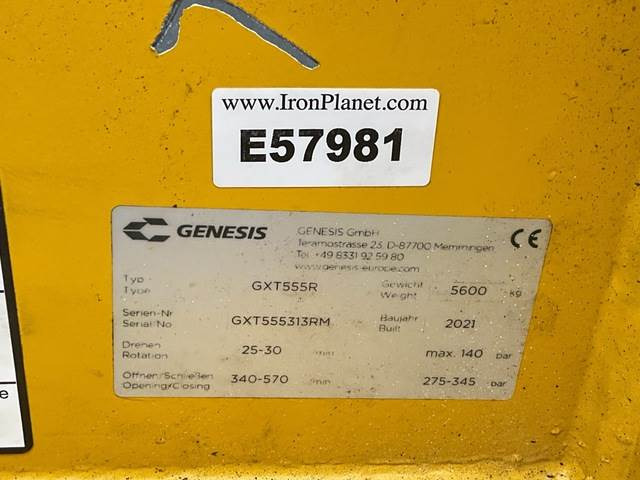 www.IronPlanet.com
E57981
GENESIS
GENESIS GmbH
Teramostrasse 23, D-87700 Memmingen
Tel. +49 8331 92 59 80
www.genesis-europe.com
CE
Typ
Type GXT555R Gewicht
Weight 5600 kg
Serien-Nr
Serial No GXT555313RM Baujahr
Built 2021
Drehen
Rotation 25-30 l/min max. 140 bar
Öffnen/Schließen
Opening/Closing 340-570 l/min 275-345 bar
e